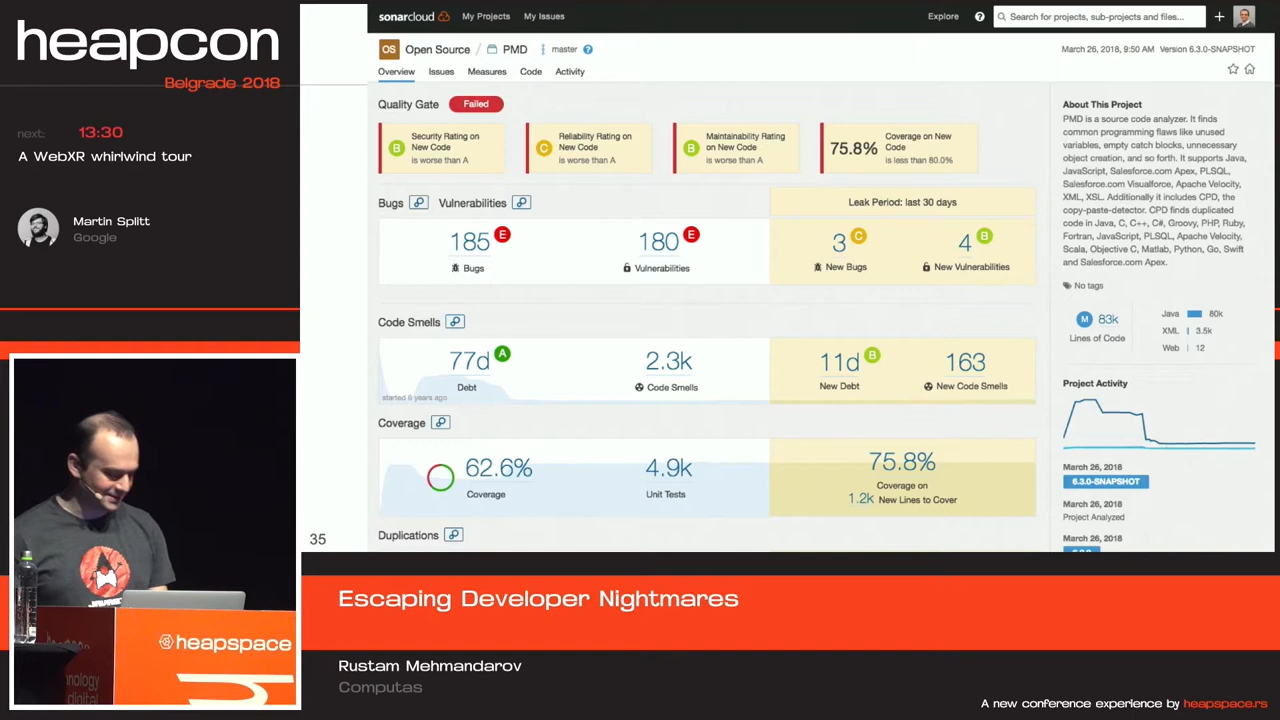 heapcon
Belgrade 2018
next: 13:30
A WebXR whirlwind tour
Martin Splitt
Google
sonarcloud My Projects My Issues Explore Search for projects, sub-projects and files...
OS Open Source / PMD master
March 26, 2018, 9:50 AM Version 6.3.0-SNAPSHOT
Overview Issues Measures Code Activity
Quality Gate Failed
B Security Rating on New Code is worse than A
C Reliability Rating on New Code is worse than A
B Maintainability Rating on New Code is worse than A
75.8% Coverage on New Code is less than 80.0%
Bugs Vulnerabilities
Leak Period: last 30 days
185 E
Bugs
180 E
Vulnerabilities
3 C
New Bugs
4 B
New Vulnerabilities
Code Smells
77d A
Debt
started 6 years ago
2.3k
Code Smells
11d B
New Debt
163
New Code Smells
Coverage
62.6%
Coverage
4.9k
Unit Tests
75.8%
Coverage on
1.2k New Lines to Cover
Duplications
About This Project
PMD is a source code analyzer. It finds
common programming flaws like unused
variables, empty catch blocks, unnecessary
object creation, and so forth. It supports Java,
JavaScript, Salesforce.com Apex, PLSQL,
Salesforce.com Visualforce, Apache Velocity,
XML, XSL. Additionally it includes CPD, the
copy-paste-detector. CPD finds duplicated
code in Java, C, C++, C#, Groovy, PHP, Ruby,
Fortran, JavaScript, PLSQL, Apache Velocity,
Scala, Objective C, Matlab, Python, Go, Swift
and Salesforce.com Apex.
No tags
M 83k
Lines of Code
Java 80k
XML 3.5k
Web 12
Project Activity
March 26, 2018
6.3.0-SNAPSHOT
March 26, 2018
Project Analyzed
March 26, 2018
35
heapspace
technology
digital
Escaping Developer Nightmares
Rustam Mehmandarov
Computas
A new conference experience by heapspace.rs